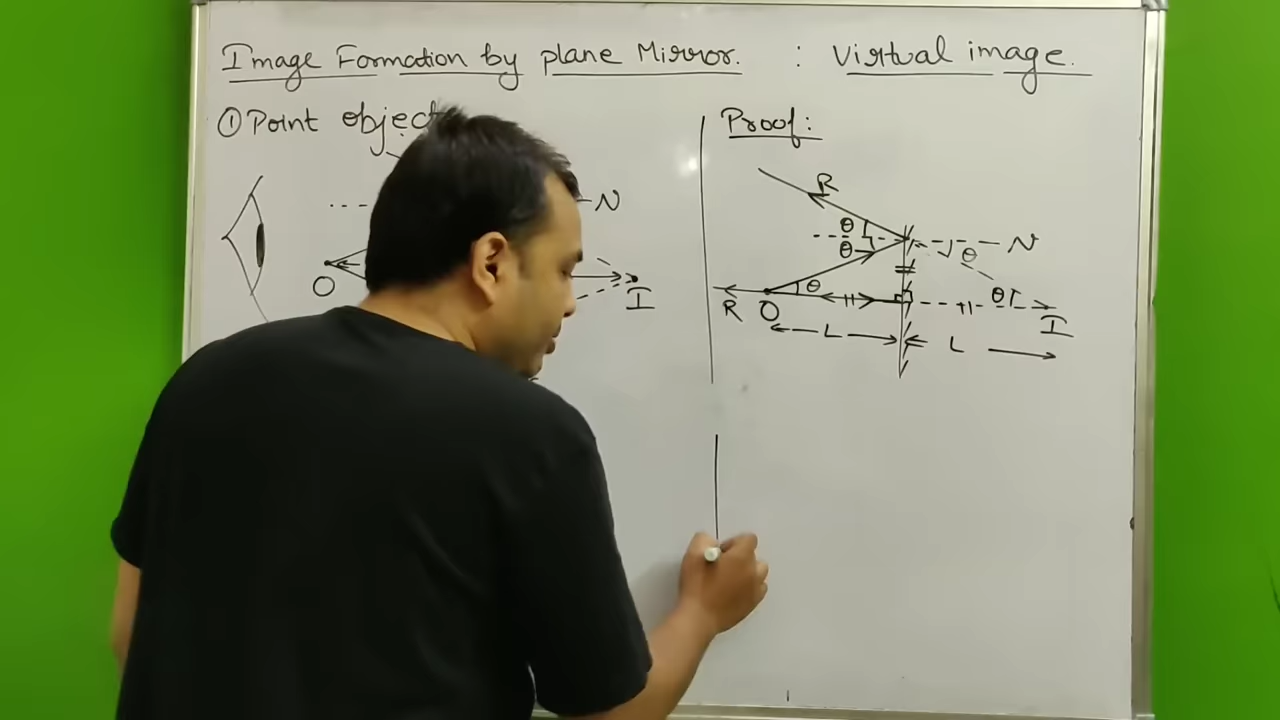 Image Formation by plane Mirror. : Virtual image.
① Point object
Proof:
N
O
I
R
θ
θ
N
θ
θ
θ
R
O
I
L
L